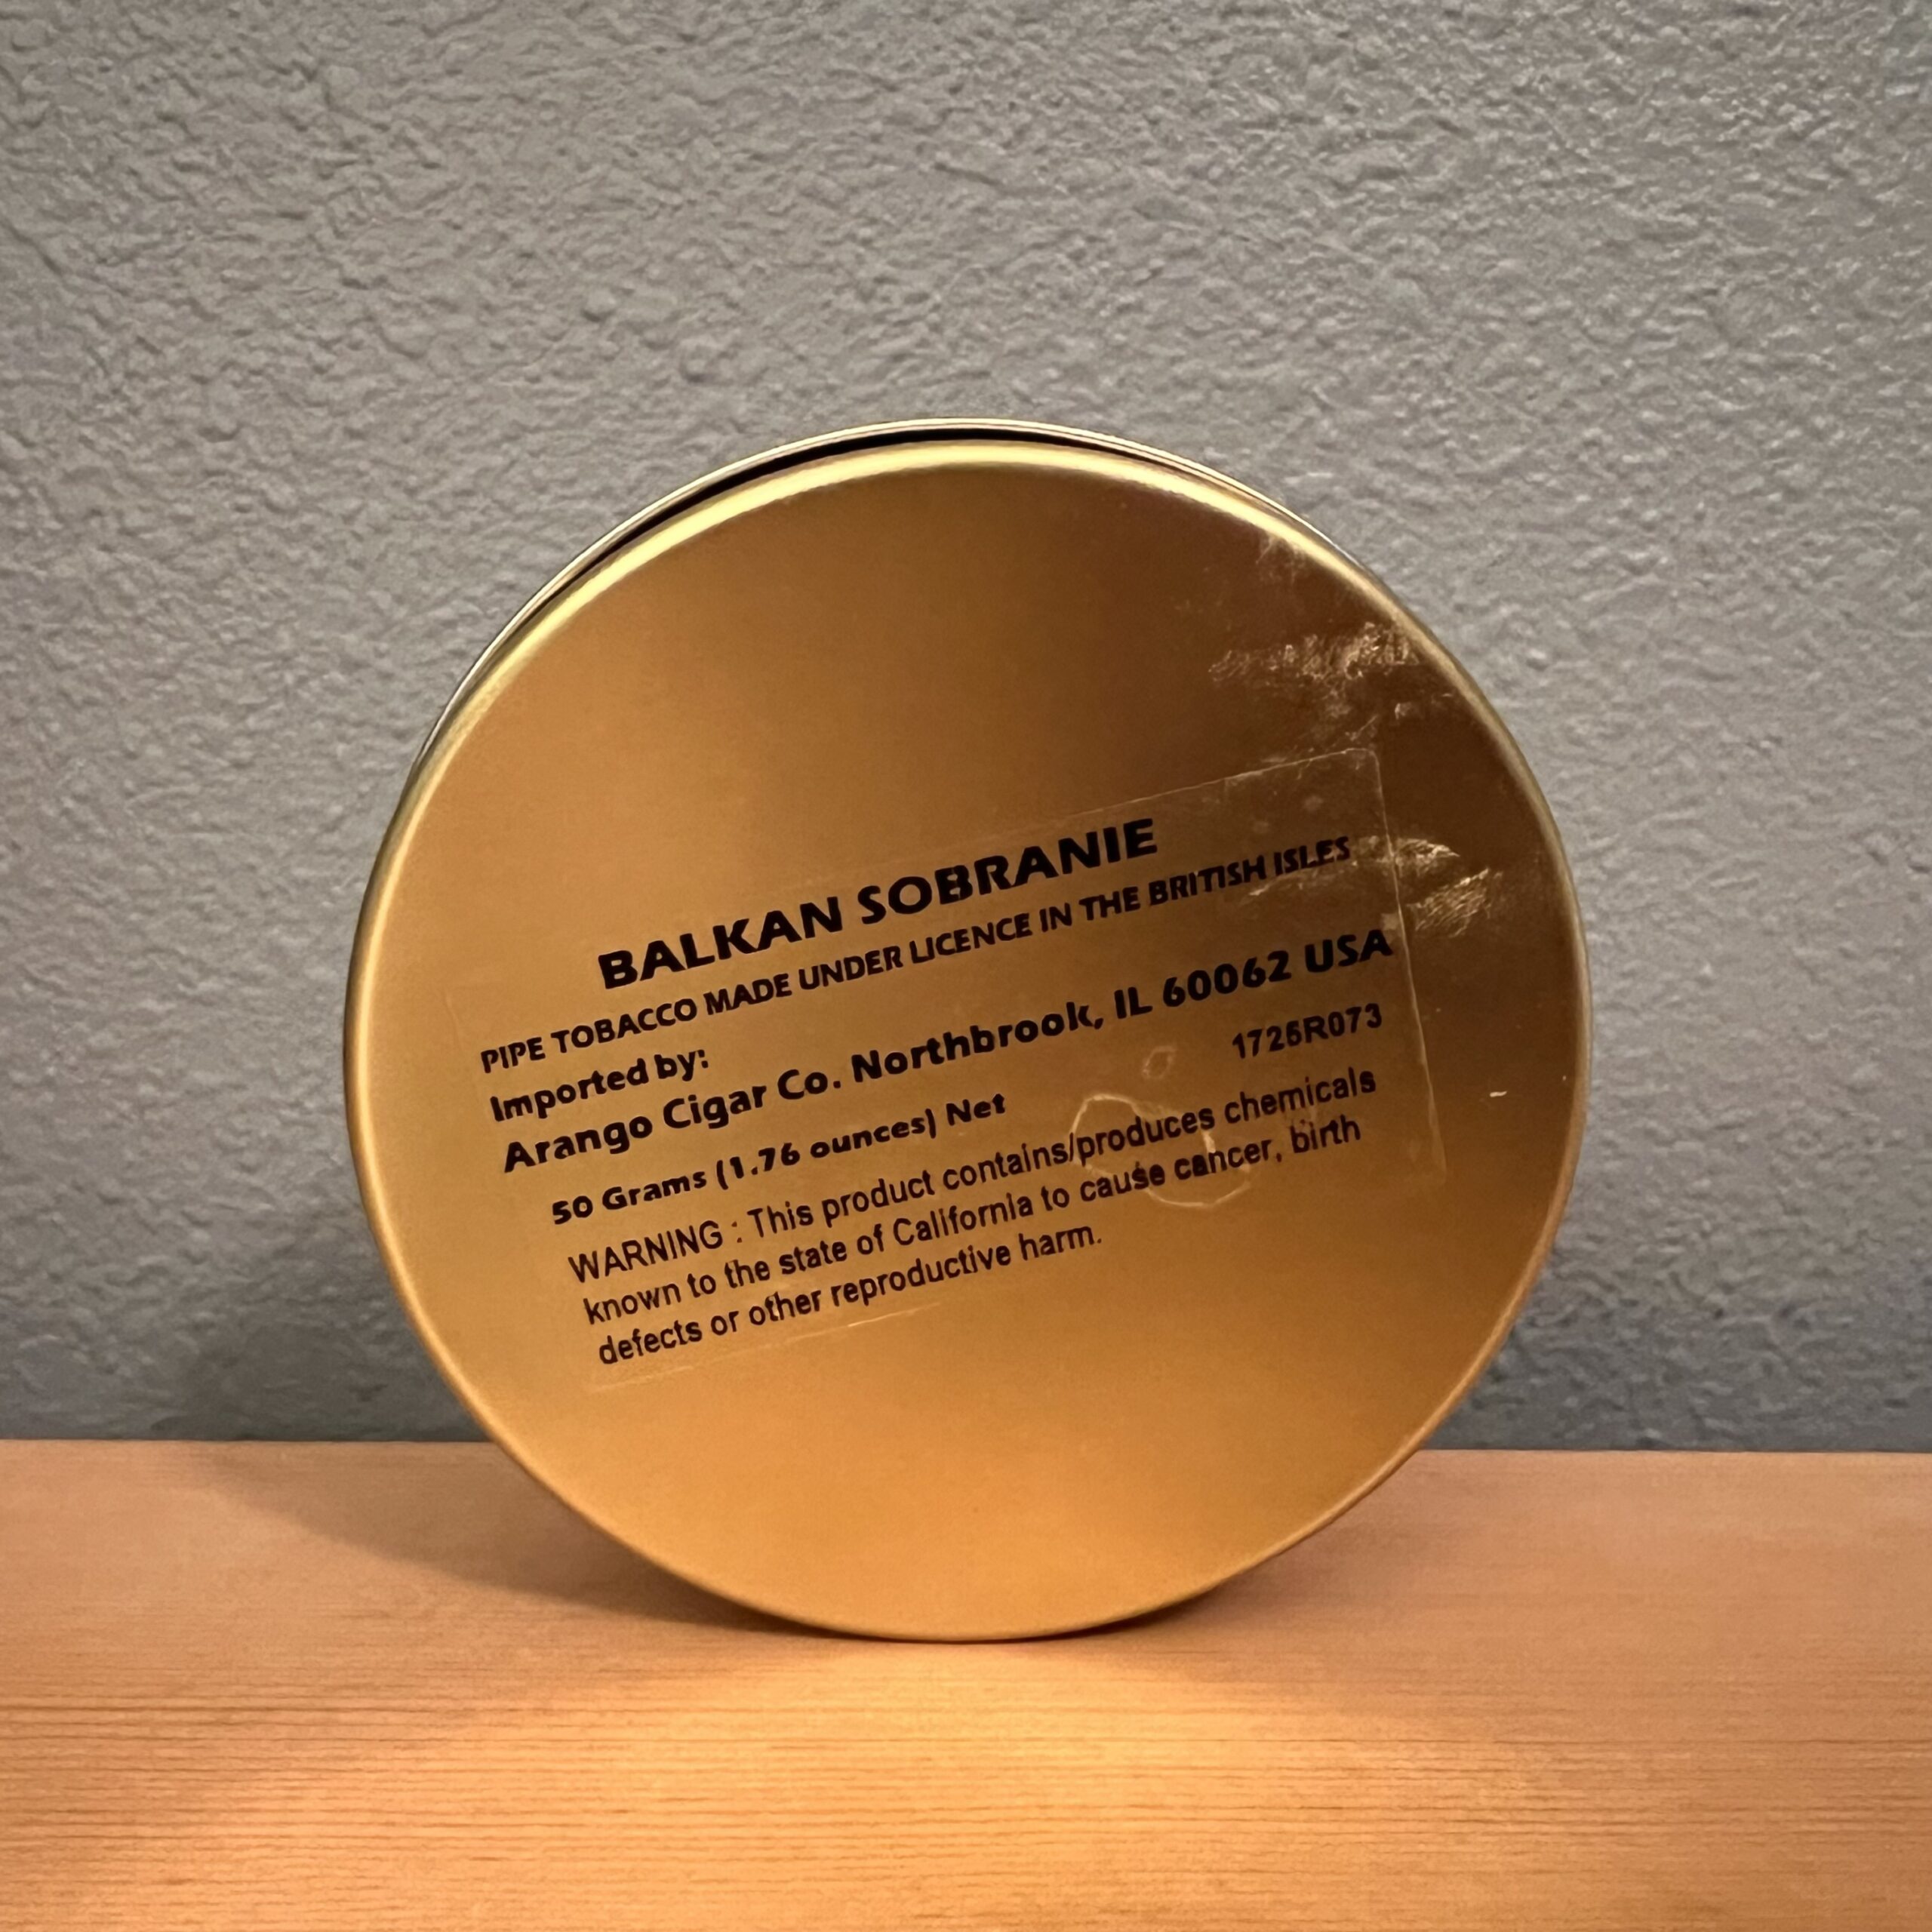 BALKAN SOBRANIE
PIPE TOBACCO MADE UNDER LICENCE IN THE BRITISH ISLES
Imported by:
Arango Cigar Co. Northbrook, IL 60062 USA
1726R073
50 Grams (1.76 ounces) Net
WARNING : This product contains/produces chemicals
known to the state of California to cause cancer, birth
defects or other reproductive harm.